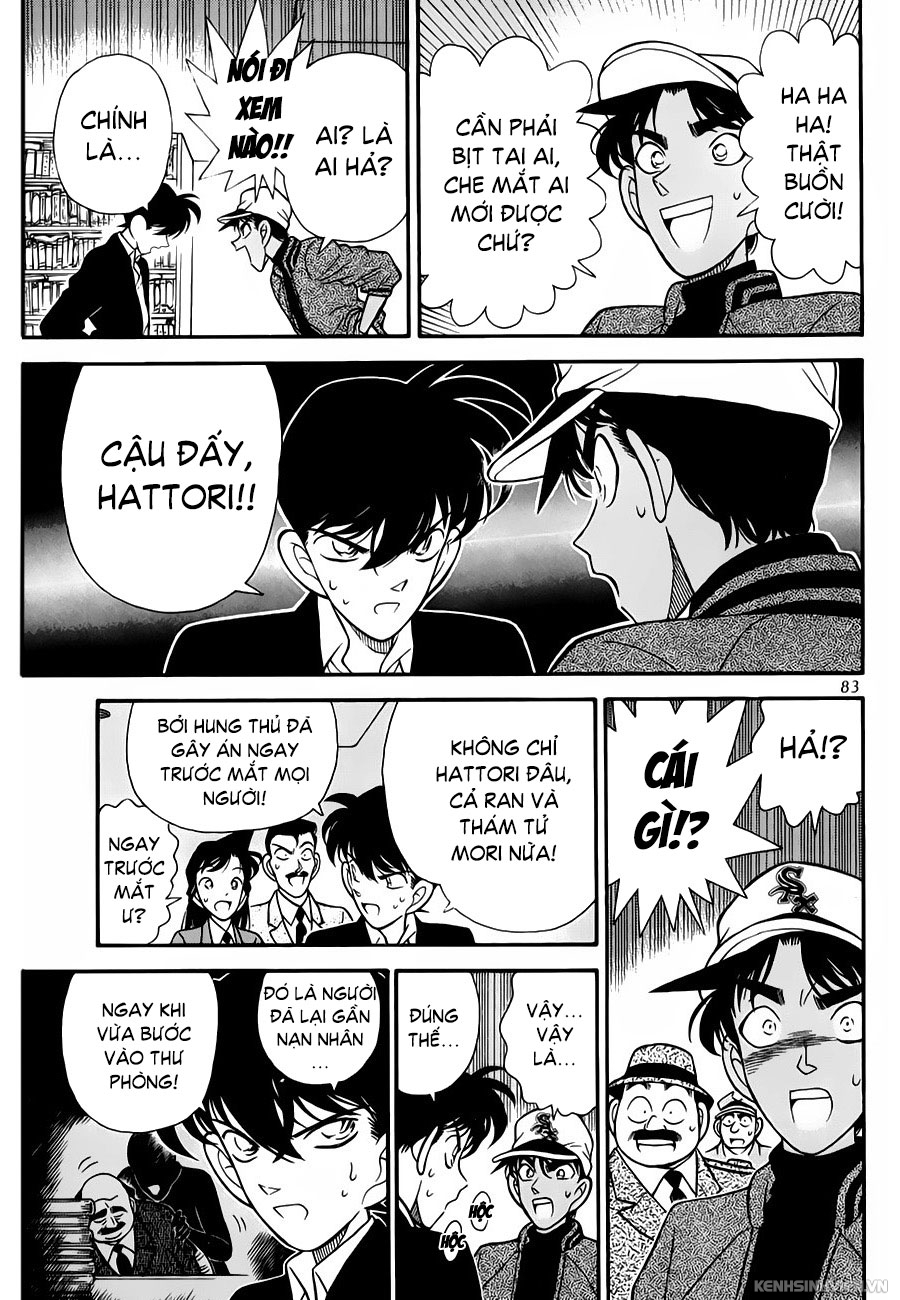 HA HA
HA!
THẬT
BUỒN
CƯỜI!
CẦN PHẢI
BỊT TAI AI,
CHE MẮT AI
MỚI ĐƯỢC
CHỨ?
AI? LÀ
AI HẢ?
NÓI ĐI
XEM
NÀO!!
CHÍNH
LÀ...
CẬU ĐẤY,
HATTORI!!
83
HẢ!?
CÁI
GÌ!?
SOX
KHÔNG CHỈ
HATTORI ĐÂU,
CẢ RAN VÀ
THÁM TỬ
MORI NỮA!
BỞI HUNG THỦ ĐÃ
GÂY ÁN NGAY
TRƯỚC MẮT MỌI
NGƯỜI!
NGAY
TRƯỚC
MẮT
Ư?
VẬY...
VẬY
LÀ...
ĐÚNG
THẾ...
SOX
HỘC
HỘC
ĐÓ LÀ NGƯỜI
ĐÃ LẠI GẦN
NẠN NHÂN
...
NGAY KHI
VỪA BƯỚC
VÀO THƯ
PHÒNG!
KENHSINHVIEN.VN